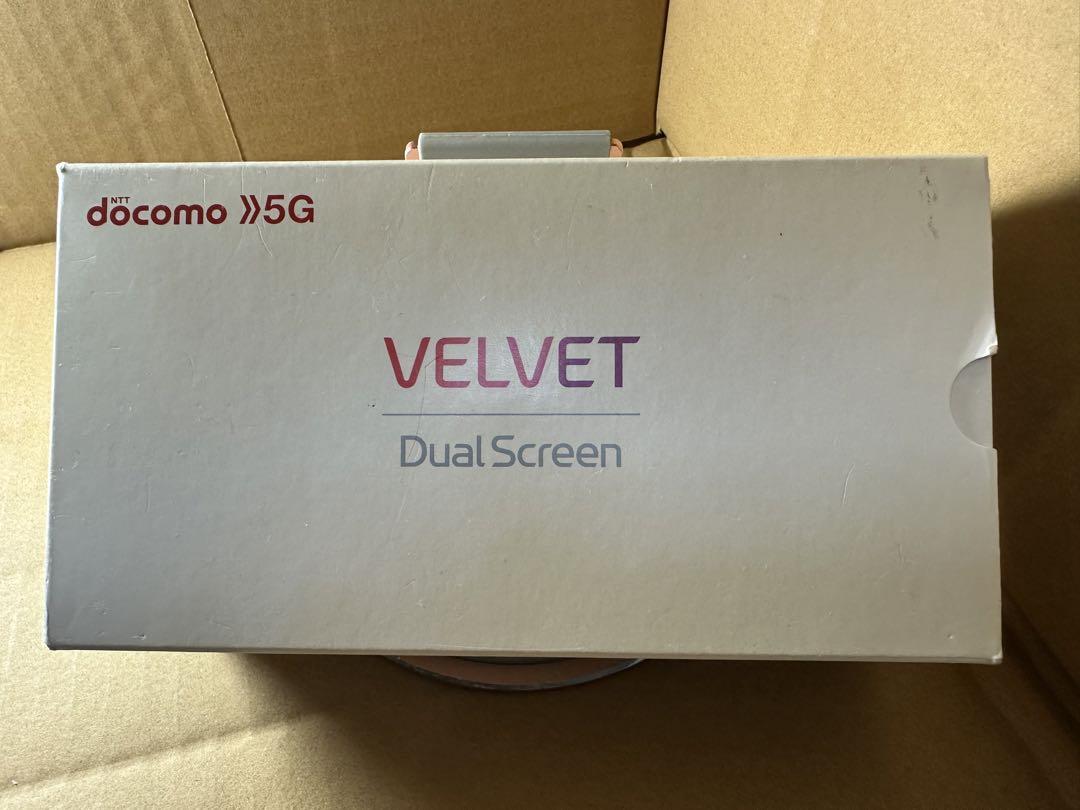 NTT
docomo 5G
VELVET
Dual Screen